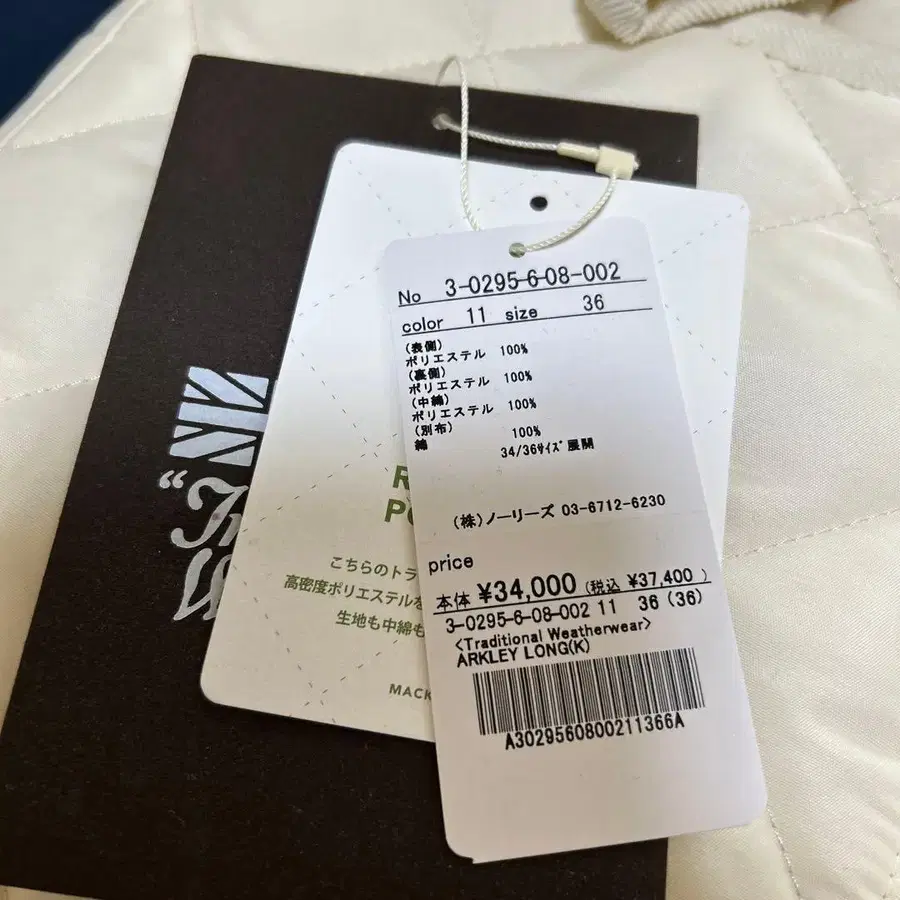 No 3-0295-6-08-002
color 11 size 36
(表側)
ポリエステル 100%
(裏側)
ポリエステル 100%
(中綿)
ポリエステル 100%
(別布)
綿 100%
34/36ｻｲｽﾞ展開
(株)ノーリーズ 03-6712-6230
price
本体 ¥34,000 (税込 ¥37,400 )
3-0295-6-08-002 11 36 (36)
<Traditional Weatherwear>
ARKLEY LONG(K)
A3029560800211366A
こちらのトラ
高密度ポリエステルを
生地も中綿も
MACK